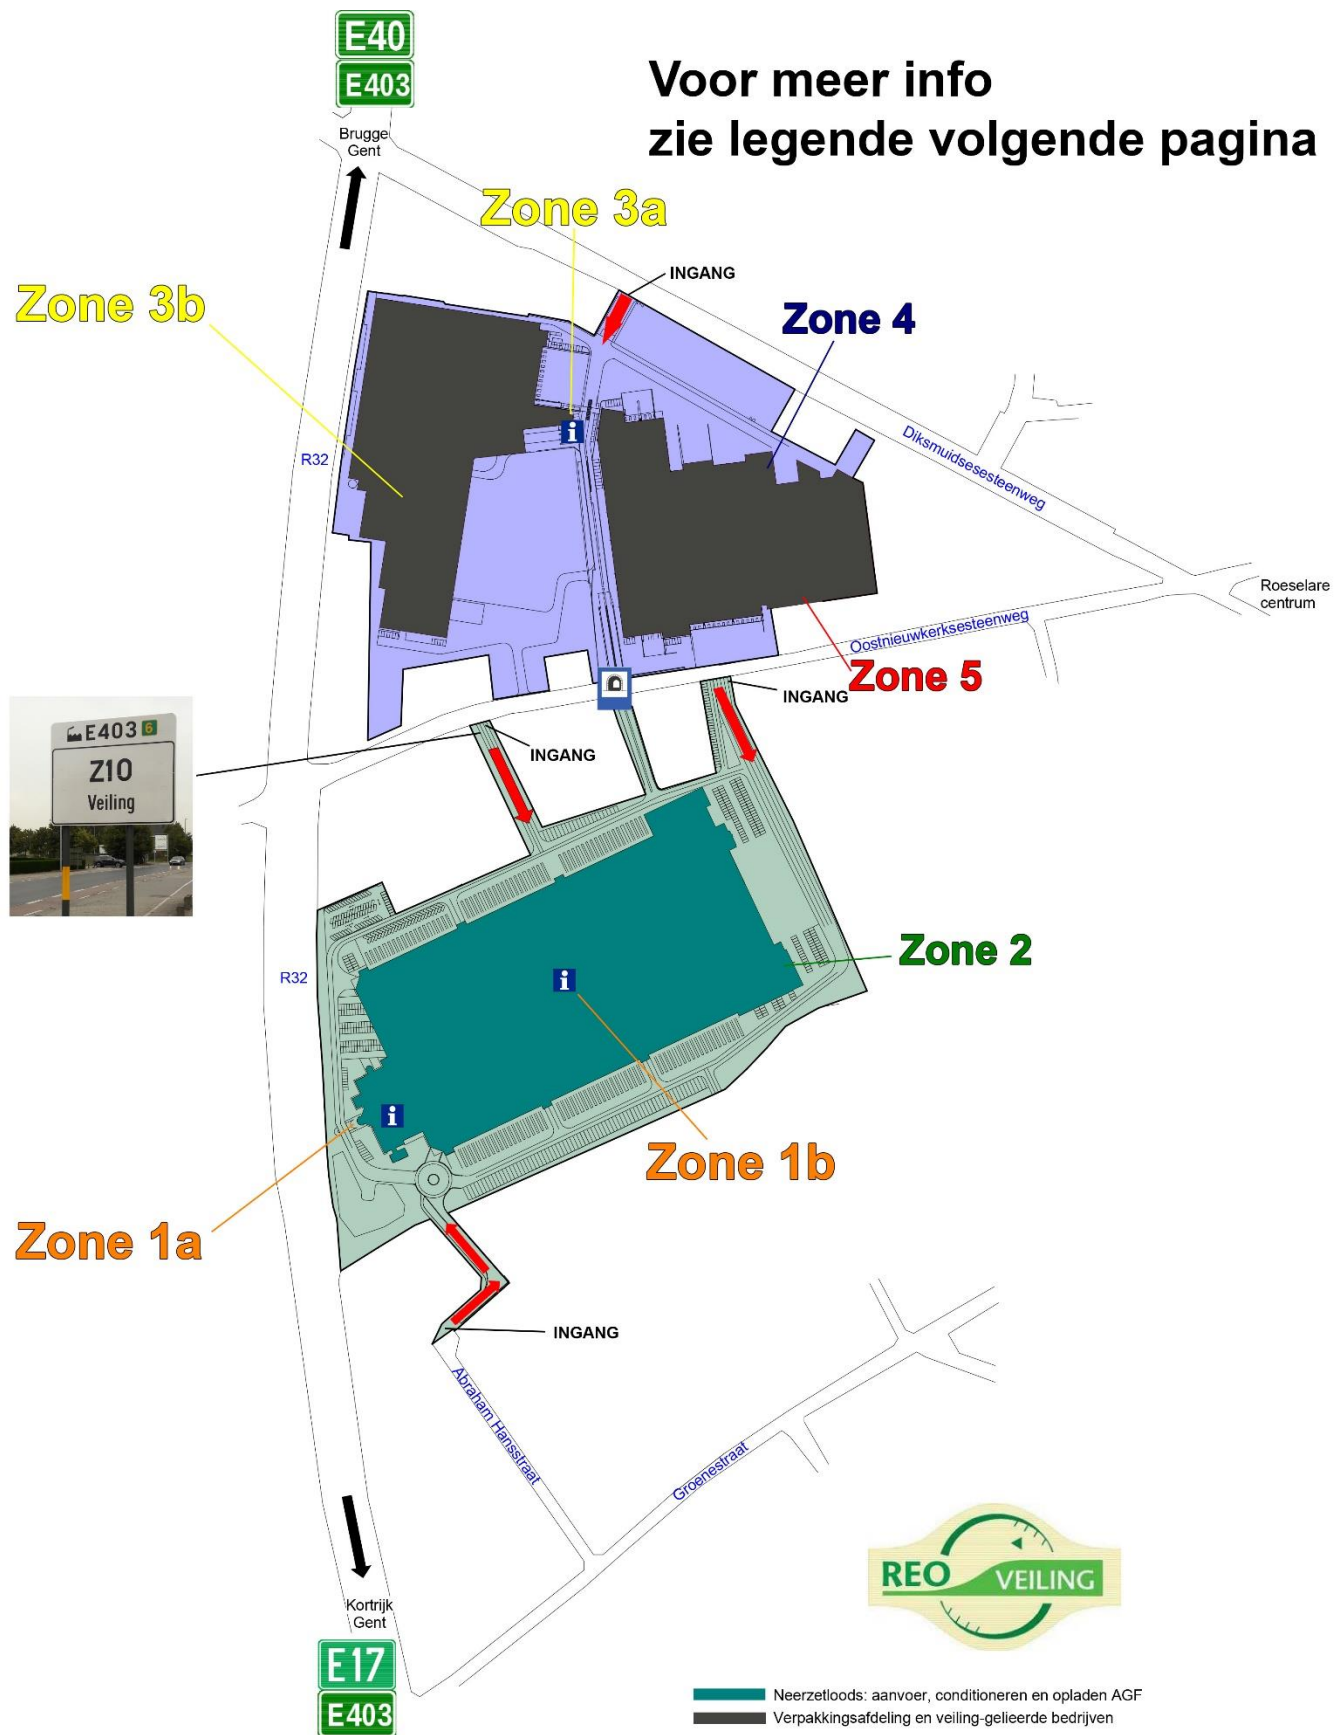 E40
E403
Brugge
Gent
Voor meer info
zie legende volgende pagina
Zone 3a
INGANG
Zone 3b
Zone 4
R32
i
Diksmuidsesesteenweg
Roeselare
centrum
Oostnieuwkerksesteenweg
Zone 5
INGANG
INGANG
E403 6
Z10
Veiling
Zone 2
R32
i
i
Zone 1b
Zone 1a
INGANG
Abraham Hansstraat
Groenestraat
REO VEILING
Kortrijk
Gent
E17
E403
Neerzetloods: aanvoer, conditioneren en opladen AGF
Verpakkingsafdeling en veiling-gelieerde bedrijven